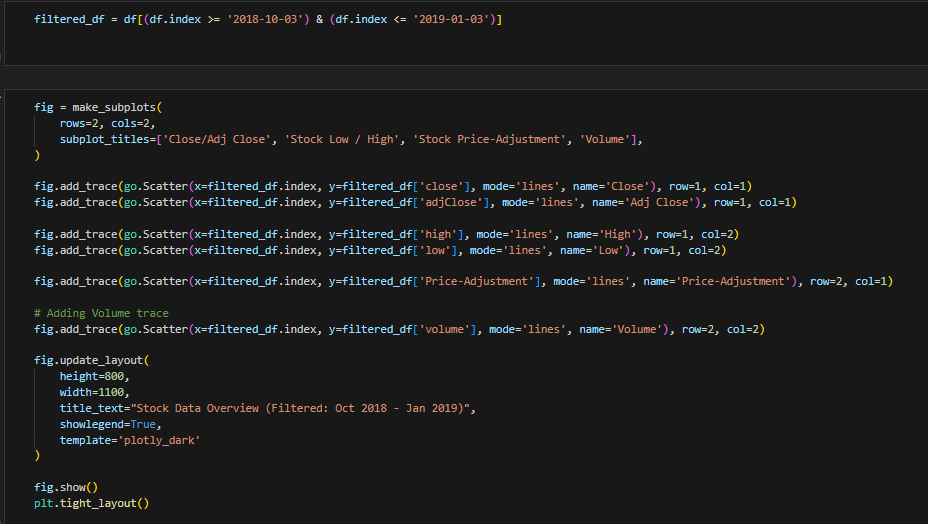 filtered_df = df[(df.index >= '2018-10-03') & (df.index <= '2019-01-03')]
fig = make_subplots(
    rows=2, cols=2,
    subplot_titles=['Close/Adj Close', 'Stock Low / High', 'Stock Price-Adjustment', 'Volume'],
)
fig.add_trace(go.Scatter(x=filtered_df.index, y=filtered_df['close'], mode='lines', name='Close'), row=1, col=1)
fig.add_trace(go.Scatter(x=filtered_df.index, y=filtered_df['adjClose'], mode='lines', name='Adj Close'), row=1, col=1)
fig.add_trace(go.Scatter(x=filtered_df.index, y=filtered_df['high'], mode='lines', name='High'), row=1, col=2)
fig.add_trace(go.Scatter(x=filtered_df.index, y=filtered_df['low'], mode='lines', name='Low'), row=1, col=2)
fig.add_trace(go.Scatter(x=filtered_df.index, y=filtered_df['Price-Adjustment'], mode='lines', name='Price-Adjustment'), row=2, col=1)
# Adding Volume trace
fig.add_trace(go.Scatter(x=filtered_df.index, y=filtered_df['volume'], mode='lines', name='Volume'), row=2, col=2)
fig.update_layout(
    height=800,
    width=1100,
    title_text="Stock Data Overview (Filtered: Oct 2018 - Jan 2019)",
    showlegend=True,
    template='plotly_dark'
)
fig.show()
plt.tight_layout()